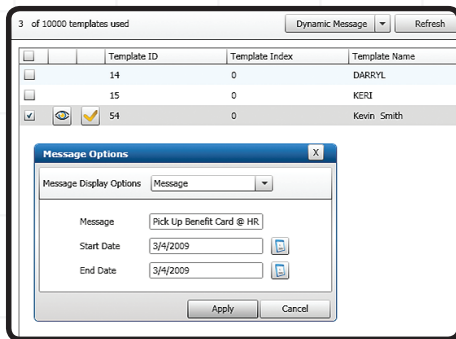 3 of 10000 templates used Dynamic Message Refresh
Template ID Template Index Template Name
14 0 DARRYL
15 0 KERI
54 0 Kevin Smith
Message Options X
Message Display Options Message
Message Pick Up Benefit Card @ HR
Start Date 3/4/2009
End Date 3/4/2009
Apply Cancel